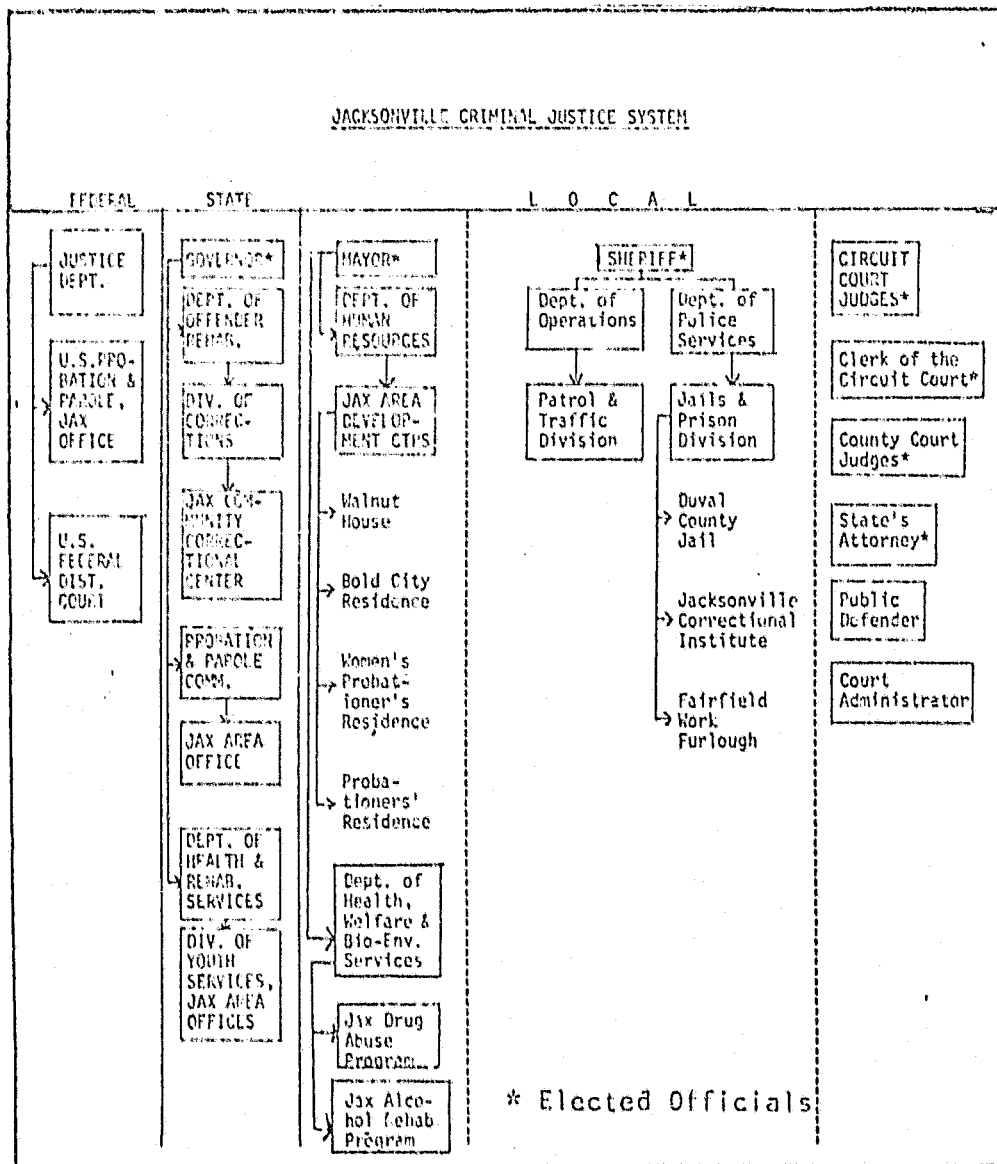 JACKSONVILLE CRIMINAL JUSTICE SYSTEM
FEDERAL
STATE
L O C A L
JUSTICE
DEPT.
U.S.PRO-
BATION &
PAROLE,
JAX
OFFICE
U.S.
FEDERAL
DIST.
COURT
GOVERNOR*
DEPT. OF
OFFENDER
REHAB.
DIV. OF
CORREC-
TIONS
JAX COM-
MUNITY
CORREC-
TIONAL
CENTER
PROBATION
& PAROLE
COMM.
JAX AREA
OFFICE
DEPT. OF
HEALTH &
REHAB.
SERVICES
DIV. OF
YOUTH
SERVICES,
JAX AREA
OFFICES
MAYOR*
DEPT. OF
HUMAN
RESOURCES
JAX AREA
DEVELOP-
MENT CTRS
Walnut
House
Bold City
Residence
Women's
Probat-
ioner's
Residence
Proba-
tioners'
Residence
Dept. of
Health,
Welfare &
Bio-Env.
Services
Jax Drug
Abuse
Program
Jax Alco-
hol Rehab
Program
SHERIFF*
Dept. of
Operations
Patrol &
Traffic
Division
Dept. of
Police
Services
Jails &
Prison
Division
Duval
County
Jail
Jacksonville
Correctional
Institute
Fairfield
Work
Furlough
CIRCUIT
COURT
JUDGES*
Clerk of the
Circuit Court*
County Court
Judges*
State's
Attorney*
Public
Defender
Court
Administrator
* Elected Officials